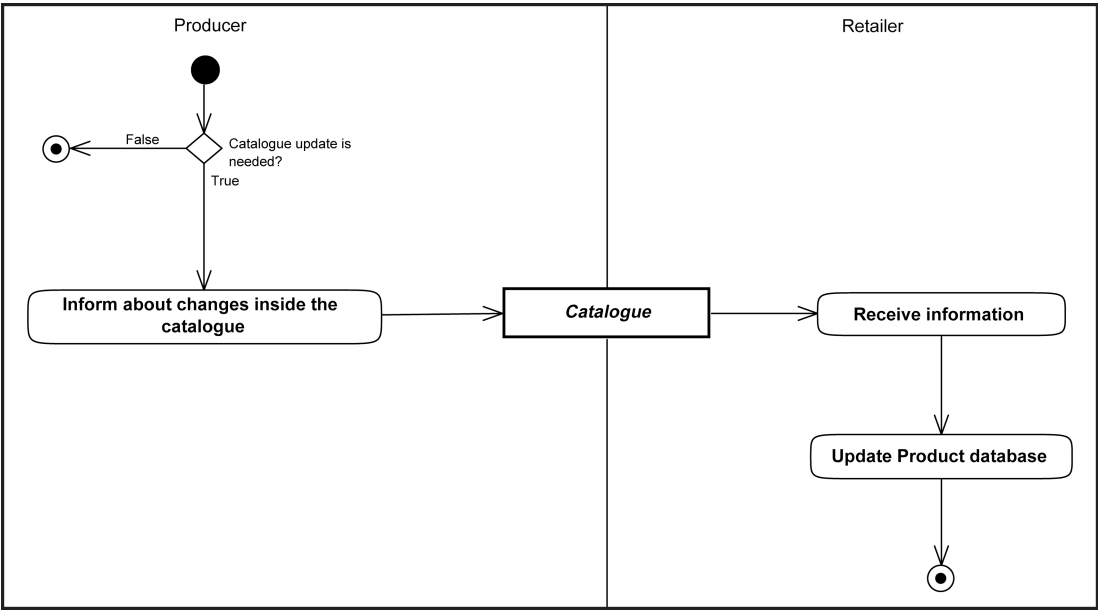 Producer
Retailer
False
Catalogue update is
needed?
True
Inform about changes inside the
catalogue
Catalogue
Receive information
Update Product database